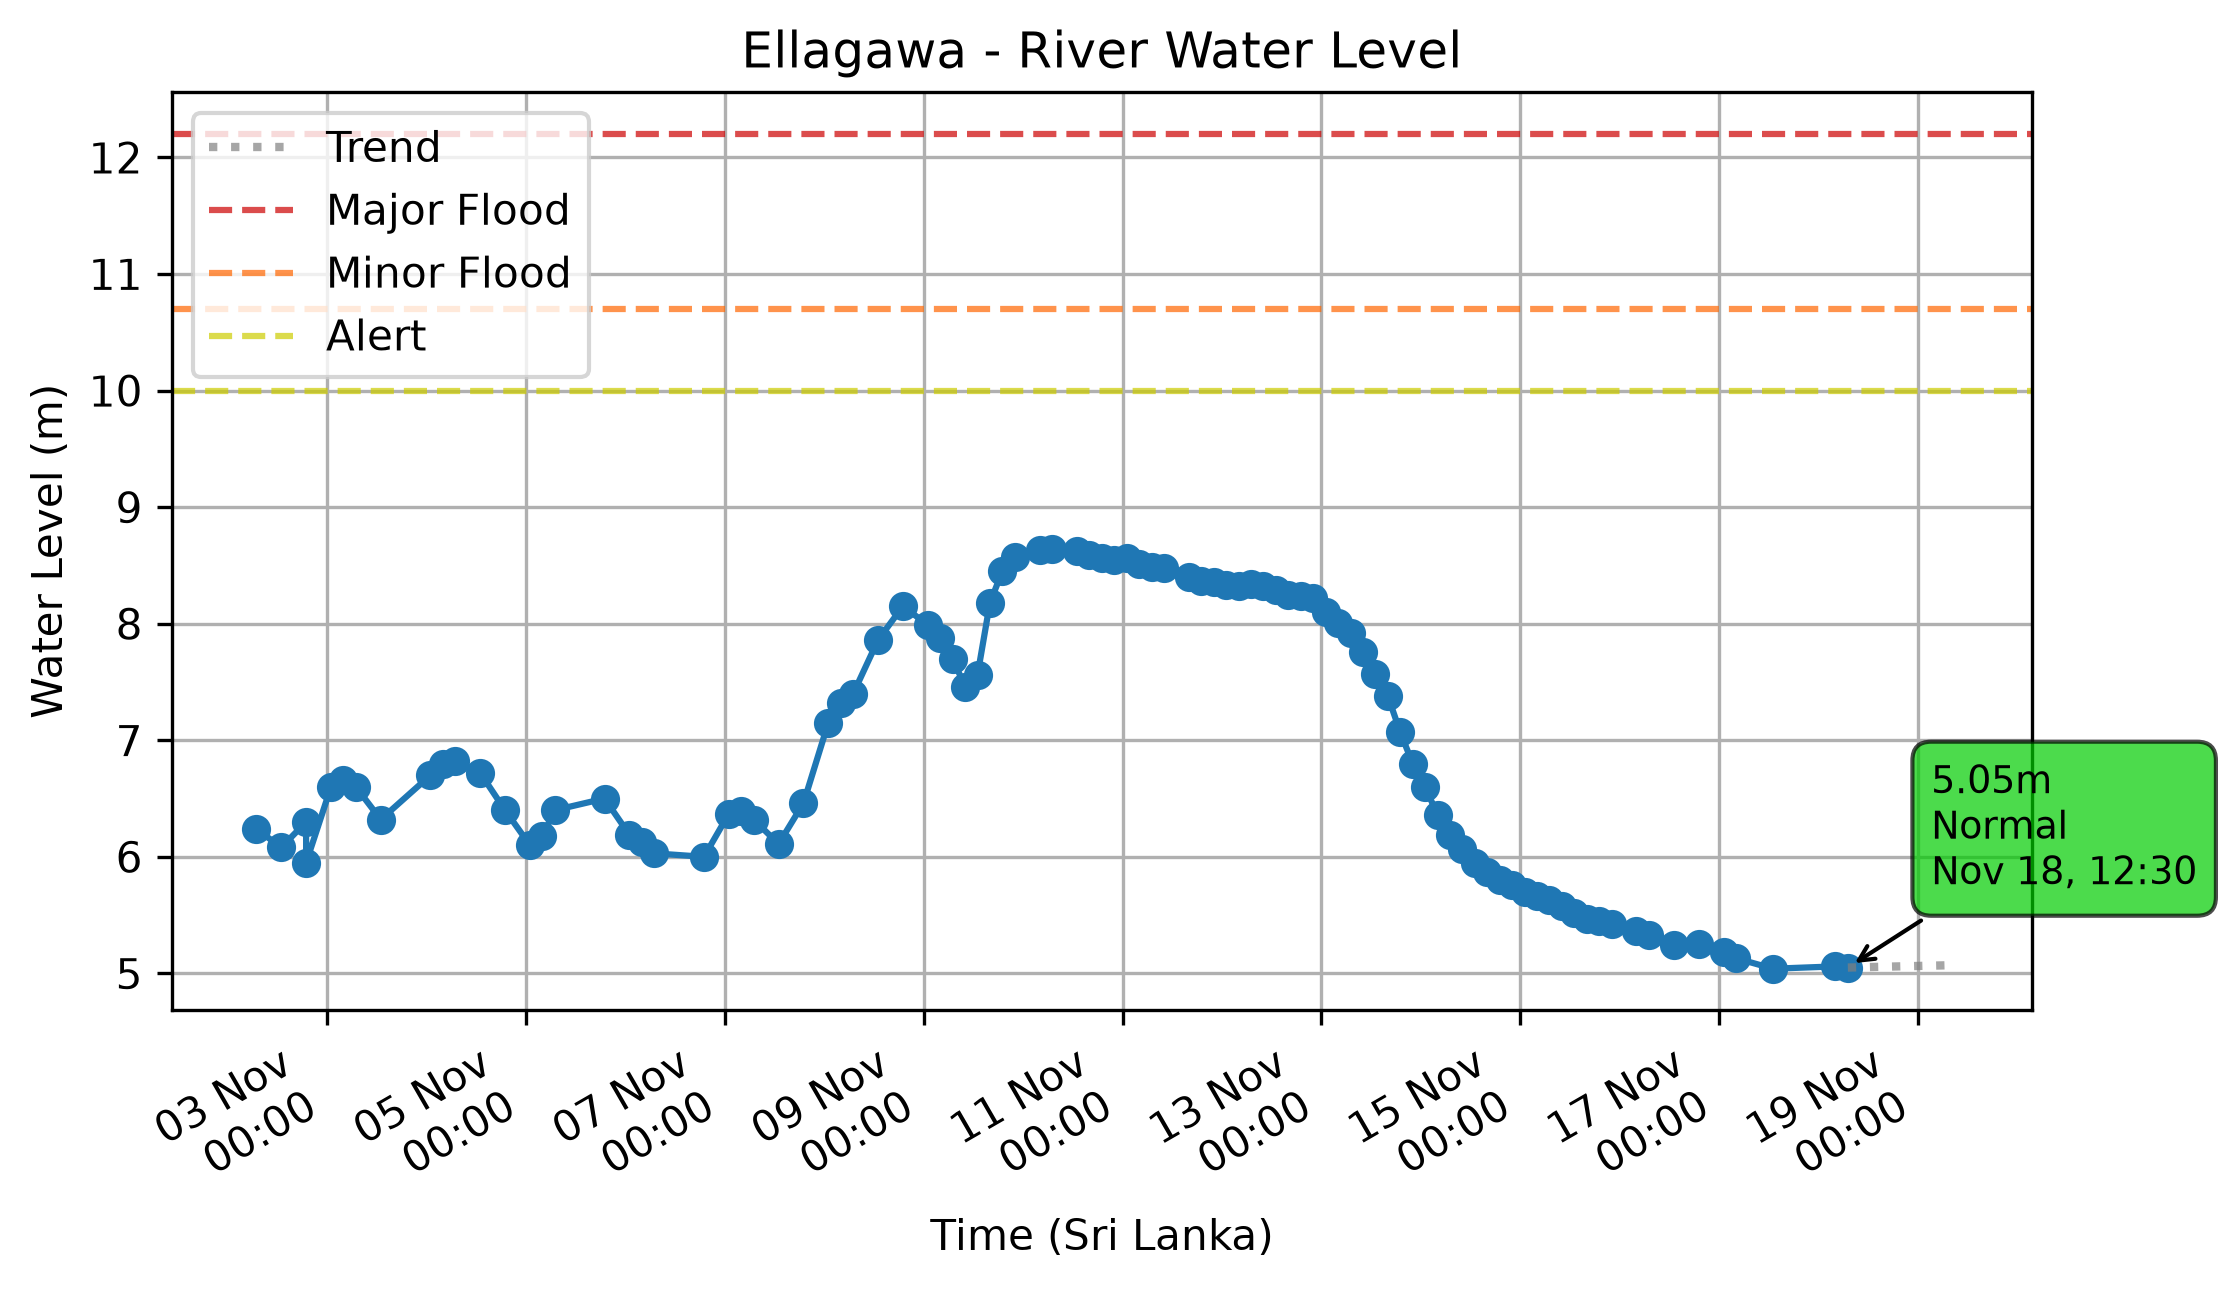 Ellagawa - River Water Level
Trend
Major Flood
Minor Flood
Alert
12
11
10
9
8
7
6
5
Water Level (m)
5.05m
Normal
Nov 18, 12:30
03 Nov
00:00
05 Nov
00:00
07 Nov
00:00
09 Nov
00:00
11 Nov
00:00
13 Nov
00:00
15 Nov
00:00
17 Nov
00:00
19 Nov
00:00
Time (Sri Lanka)